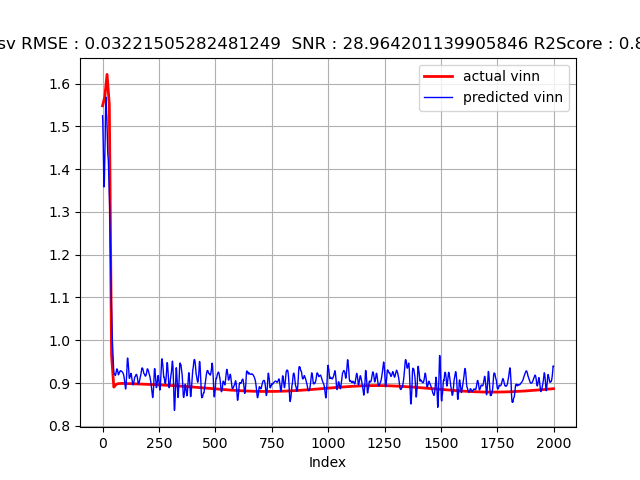 sv RMSE : 0.03221505282481249 SNR : 28.964201139905846 R2Score : 0.8
actual vinn
predicted vinn
1.6
1.5
1.4
1.3
1.2
1.1
1.0
0.9
0.8
0 250 500 750 1000 1250 1500 1750 2000
Index